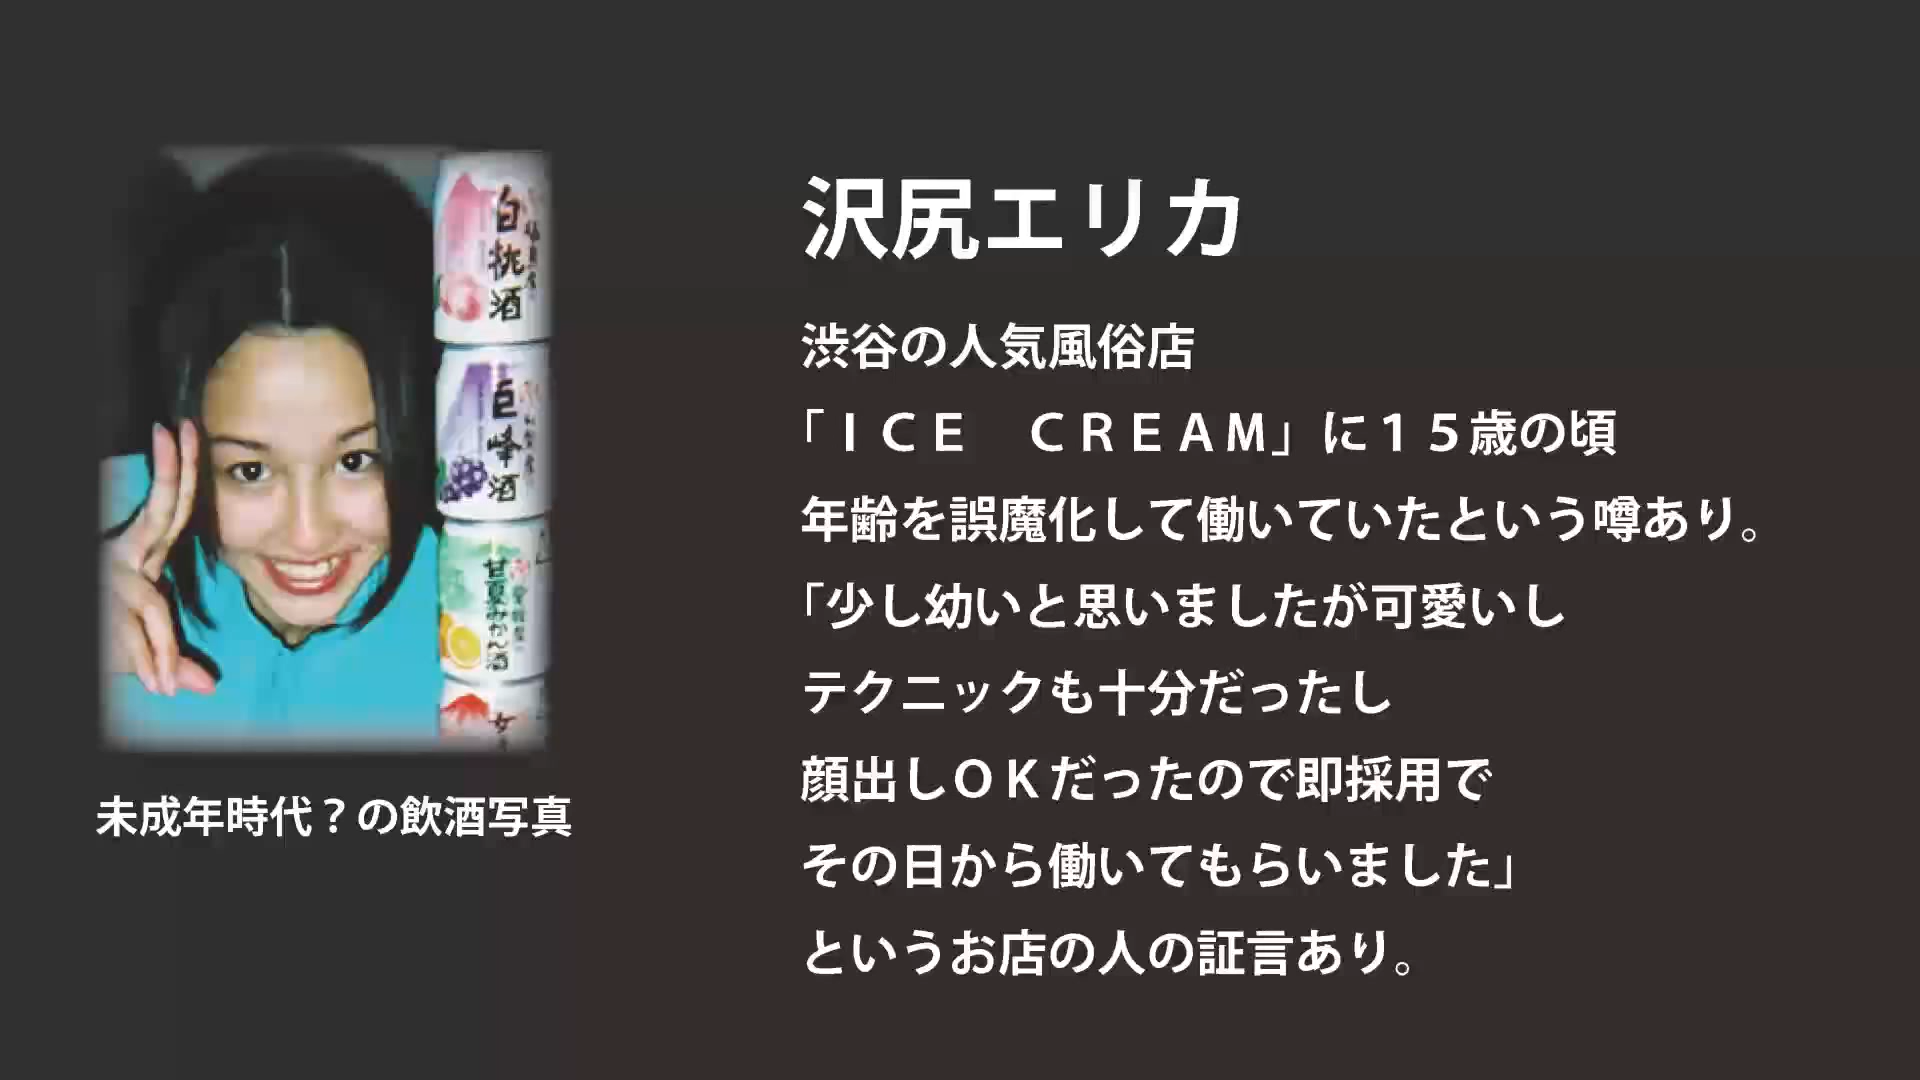 沢尻エリカ
渋谷の人気風俗店
「ＩＣＥ　ＣＲＥＡＭ」に１５歳の頃
年齢を誤魔化して働いていたという噂あり。
「少し幼いと思いましたが可愛いし
テクニックも十分だったし
顔出しＯＫだったので即採用で
その日から働いてもらいました」
というお店の人の証言あり。
白桃酒
巨峰酒
甘夏みかん酒
未成年時代？の飲酒写真